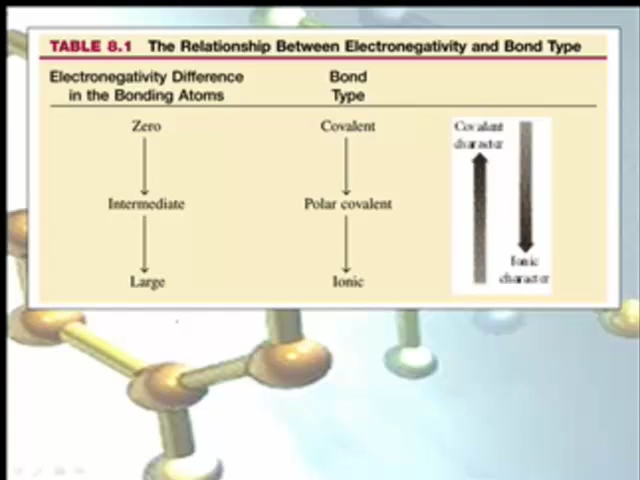 TABLE 8.1 The Relationship Between Electronegativity and Bond Type
Electronegativity Difference
in the Bonding Atoms
Bond
Type
Zero
Covalent
Intermediate
Polar covalent
Large
Ionic
Covalent
character
Ionic
character